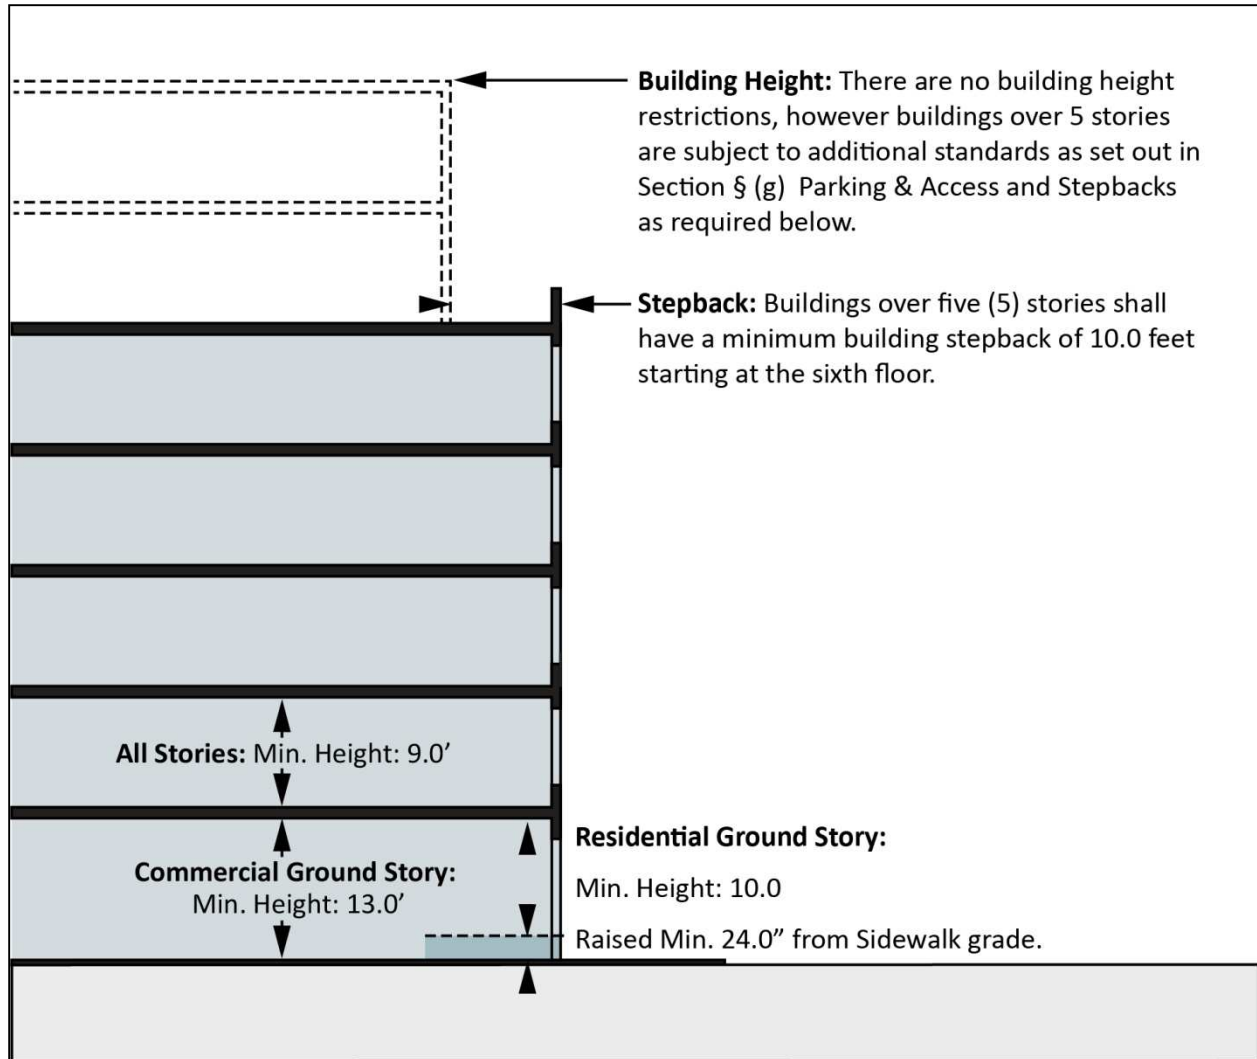 Building Height: There are no building height
restrictions, however buildings over 5 stories
are subject to additional standards as set out in
Section § (g)  Parking & Access and Stepbacks
as required below.
Stepback: Buildings over five (5) stories shall
have a minimum building stepback of 10.0 feet
starting at the sixth floor.
All Stories: Min. Height: 9.0’
Commercial Ground Story:
Min. Height: 13.0’
Residential Ground Story:
Min. Height: 10.0
Raised Min. 24.0” from Sidewalk grade.